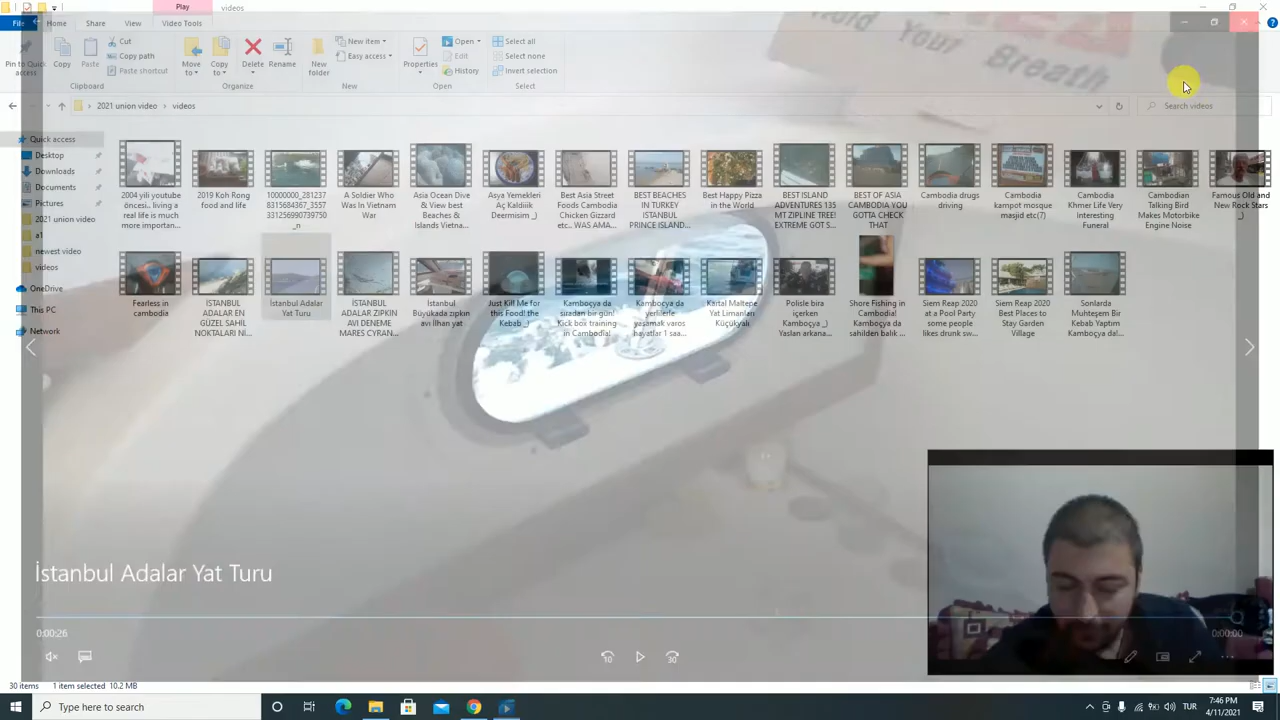 Play
videos
File
Home
Share
View
Video Tools
Hold Your Breath
Pin to Quick access
Copy
Paste
Cut
Copy path
Paste shortcut
Clipboard
Move to
Copy to
Delete
Rename
Organize
New folder
New item
Easy access
New
Properties
Open
Edit
History
Open
Select all
Select none
Invert selection
Select
2021 union video > videos
Search videos
Quick access
Desktop
Downloads
Documents
Pictures
2021 union video
a1
newest video
videos
OneDrive
This PC
Network
2004 yili youtube
öncesi.. living a
real life is much
more importan...
2019 Koh Rong
food and life
10000000_281237
8315684367_3557
331256990739750
_n
A Soldier Who
Was In Vietnam
War
Asia Ocean Dive
& View best
Beaches &
Islands Vietna...
Asya Yemekleri
Aç Kaldiik
Deermisim _)
Best Asia Street
Foods Cambodia
Chicken Gizzard
etc.. WAS AMA...
BEST BEACHES
IN TURKEY
ISTANBUL
PRINCE ISLAND...
Best Happy Pizza
in the World
BEST ISLAND
ADVENTURES 135
MT ZIPLINE TREE!
EXTREME GOT S...
BEST OF ASIA
CAMBODIA YOU
GOTTA CHECK
THAT
Cambodia drugs
driving
Cambodia
kampot mosque
masjid etc(7)
Cambodia
Khmer Life Very
Interesting
Funeral
Cambodian
Talking Bird
Makes Motorbike
Engine Noise
Famous Old and
New Rock Stars
_)
Fearless in
cambodia
İSTANBUL
ADALAR EN
GÜZEL SAHIL
NOKTALARI NI...
İstanbul Adalar
Yat Turu
İSTANBUL
ADALAR ZIPKIN
AVI DENEME
MARES CYRAN...
İstanbul
Büyükada zıpkın
avı İlhan yat
Just Kill Me for
this Food! the
Kebab _)
Kamboçya da
siradan bir gün!
Kick box training
in Cambodia!
Kamboçya da
yerlilerle
yaşamak varos
hayatlar 1 saa...
Kartal Maltepe
Yat Limanları
Küçükyalı
Polisle bira
içerken
Kamboçya _)
Yaslan arkana...
Shore Fishing in
Cambodia!
Kamboçya da
sahilden balik ...
Siem Reap 2020
at a Pool Party
some people
likes drunk sw...
Siem Reap 2020
Best Places to
Stay Garden
Village
Sonlarda
Muhteşem Bir
Kebab Yaptım
Kamboçya da!...
İstanbul Adalar Yat Turu
0:00:26
0:00:00
10
30
30 items
1 item selected 10.2 MB
Type here to search
TUR
7:46 PM
4/11/2021